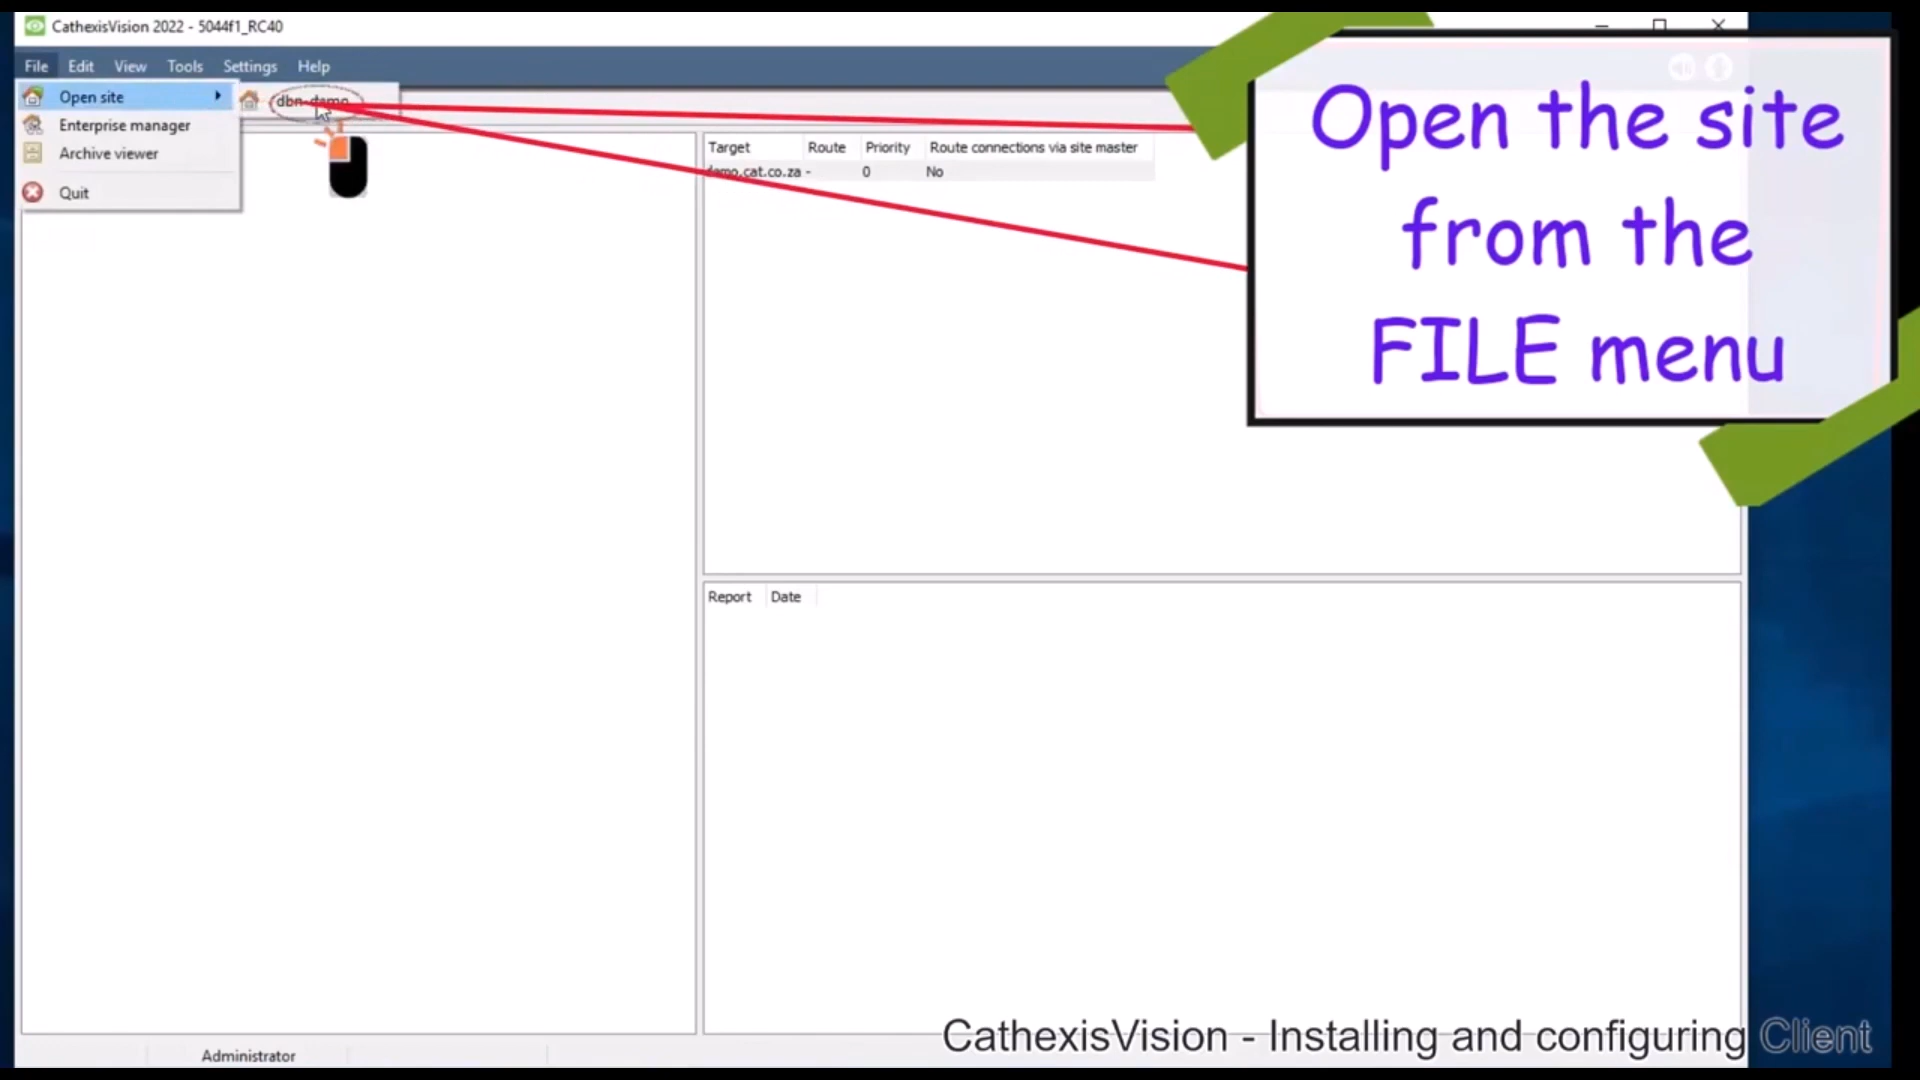 CathexisVision 2022 - 5044f1_RC40
File Edit View Tools Settings Help
Open site dbn-demo
Enterprise manager
Archive viewer
Quit
Target Route Priority Route connections via site master
demo.cat.co.za - 0 No
Open the site
from the
FILE menu
Report Date
CathexisVision - Installing and configuring Client
Administrator